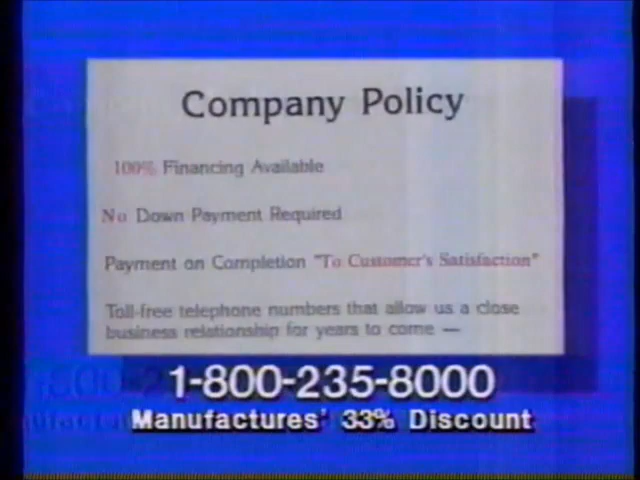 Company Policy
100% Financing Available
No Down Payment Required
Payment on Completion "To Customer's Satisfaction"
Toll-free telephone numbers that allow us a close
business relationship for years to come —
1-800-235-8000
Manufactures' 33% Discount